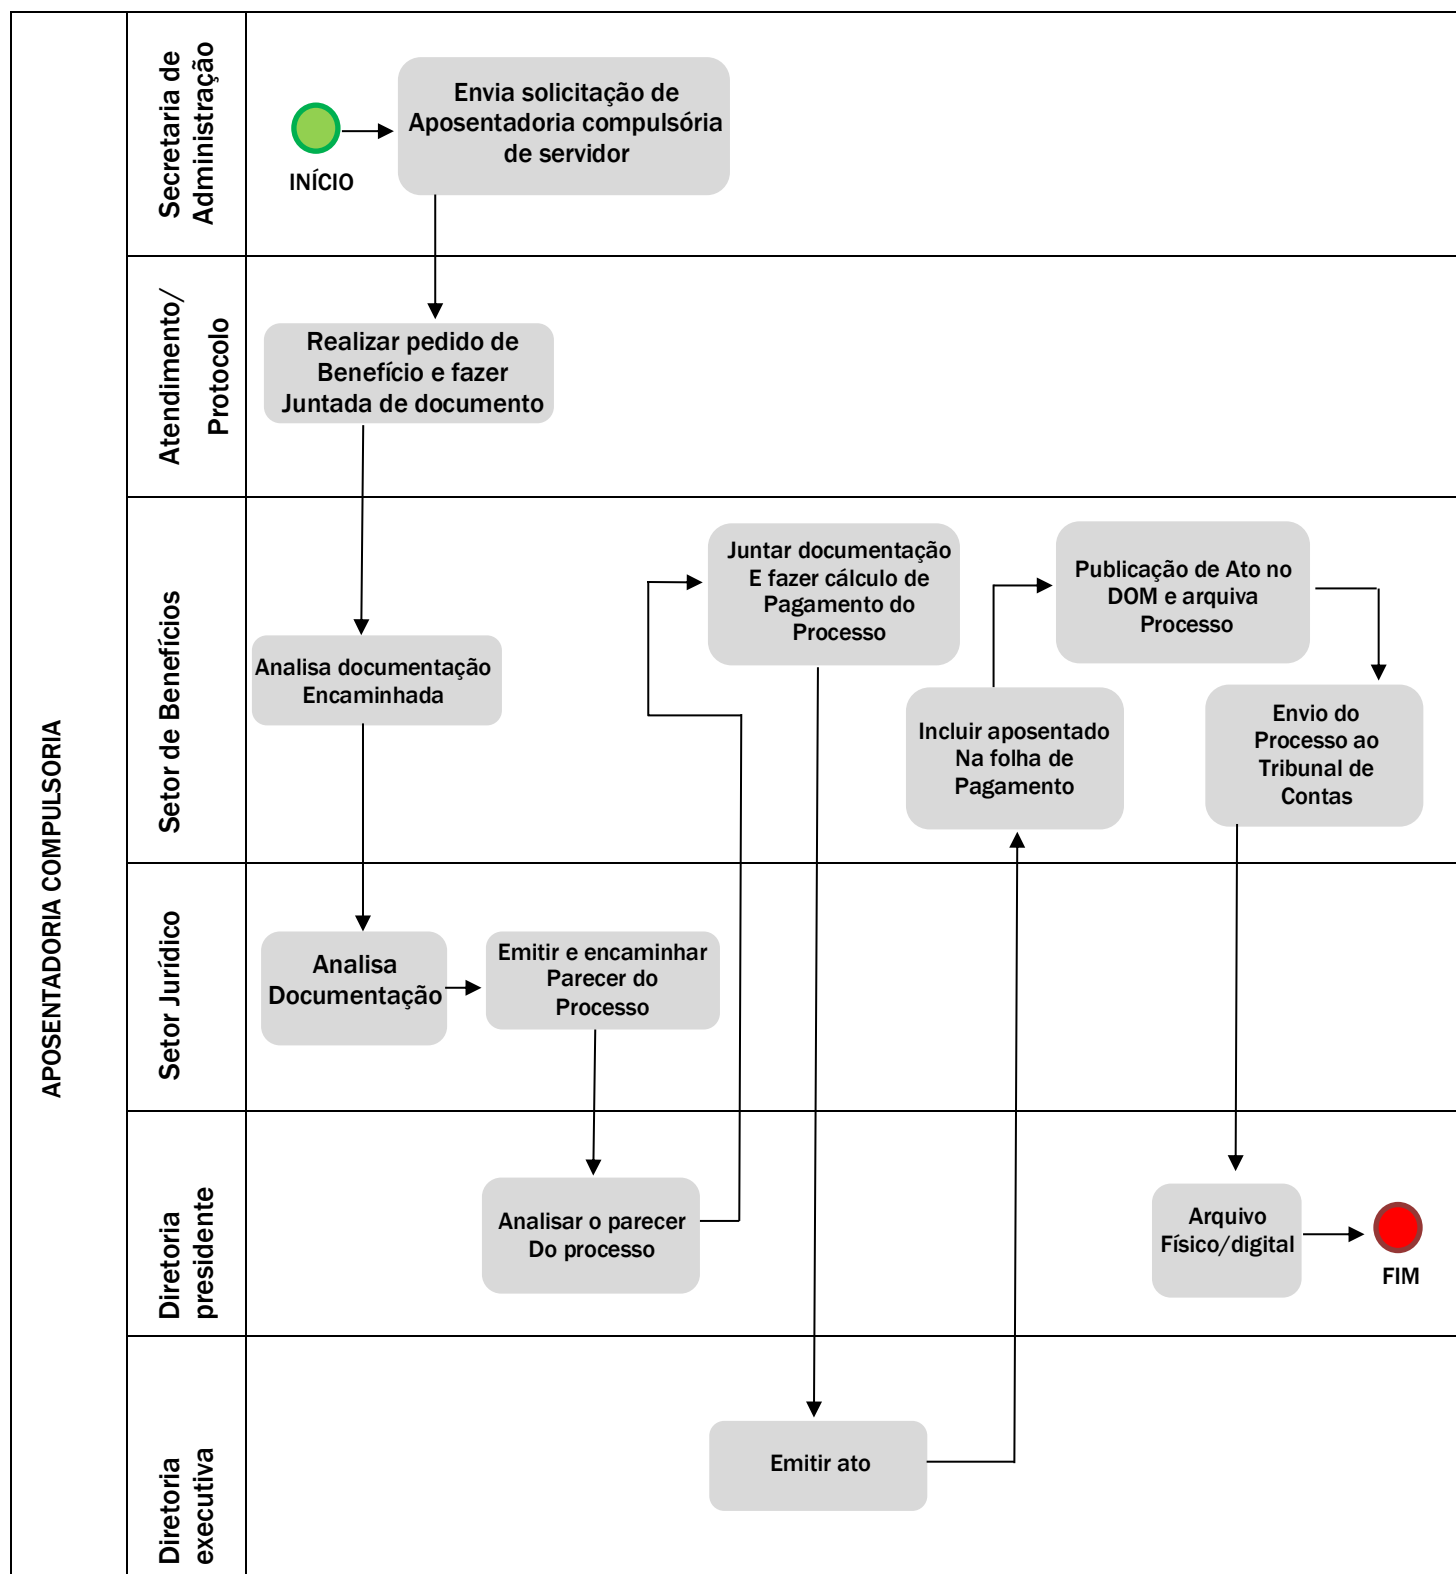 APOSENTADORIA COMPULSORIA
Secretaria de
Administração
INÍCIO
Envia solicitação de
Aposentadoria compulsória
de servidor
Atendimento/
Protocolo
Realizar pedido de
Benefício e fazer
Juntada de documento
Setor de Benefícios
Analisa documentação
Encaminhada
Juntar documentação
E fazer cálculo de
Pagamento do
Processo
Incluir aposentado
Na folha de
Pagamento
Publicação de Ato no
DOM e arquiva
Processo
Envio do
Processo ao
Tribunal de
Contas
Setor Jurídico
Analisa
Documentação
Emitir e encaminhar
Parecer do
Processo
Diretoria
presidente
Analisar o parecer
Do processo
Arquivo
Físico/digital
FIM
Diretoria
executiva
Emitir ato